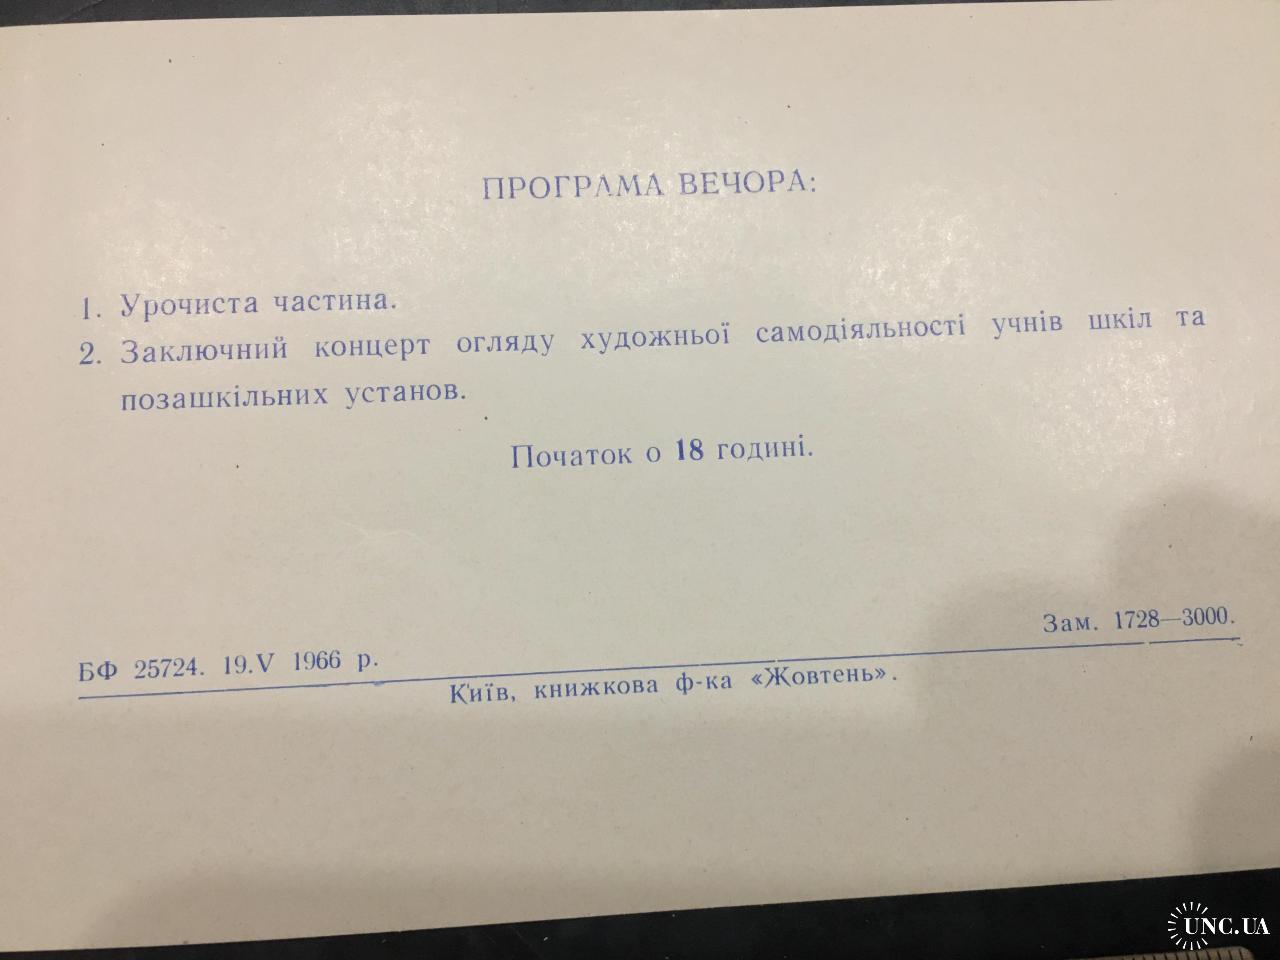 ПРОГРАМА ВЕЧОРА:
1. Урочиста частина.
2. Заключний концерт огляду художньої самодіяльності учнів шкіл та
позашкільних установ.
Початок о 18 годині.
БФ 25724. 19.V 1966 р.
Зам. 1728—3000.
Київ, книжкова ф-ка «Жовтень».
UNC.UA